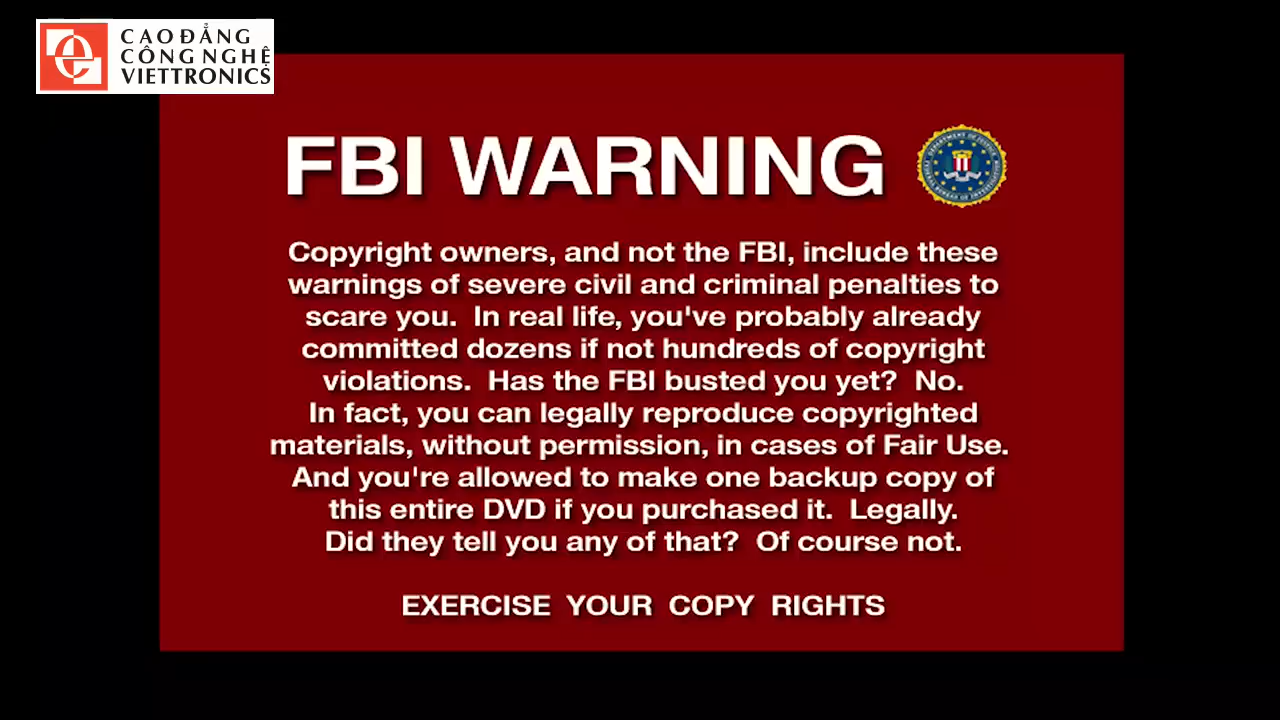 CAO ĐẲNG
CÔNG NGHỆ
VIETTRONICS
FBI WARNING
Copyright owners, and not the FBI, include these
warnings of severe civil and criminal penalties to
scare you. In real life, you've probably already
committed dozens if not hundreds of copyright
violations. Has the FBI busted you yet? No.
In fact, you can legally reproduce copyrighted
materials, without permission, in cases of Fair Use.
And you're allowed to make one backup copy of
this entire DVD if you purchased it. Legally.
Did they tell you any of that? Of course not.
EXERCISE YOUR COPY RIGHTS